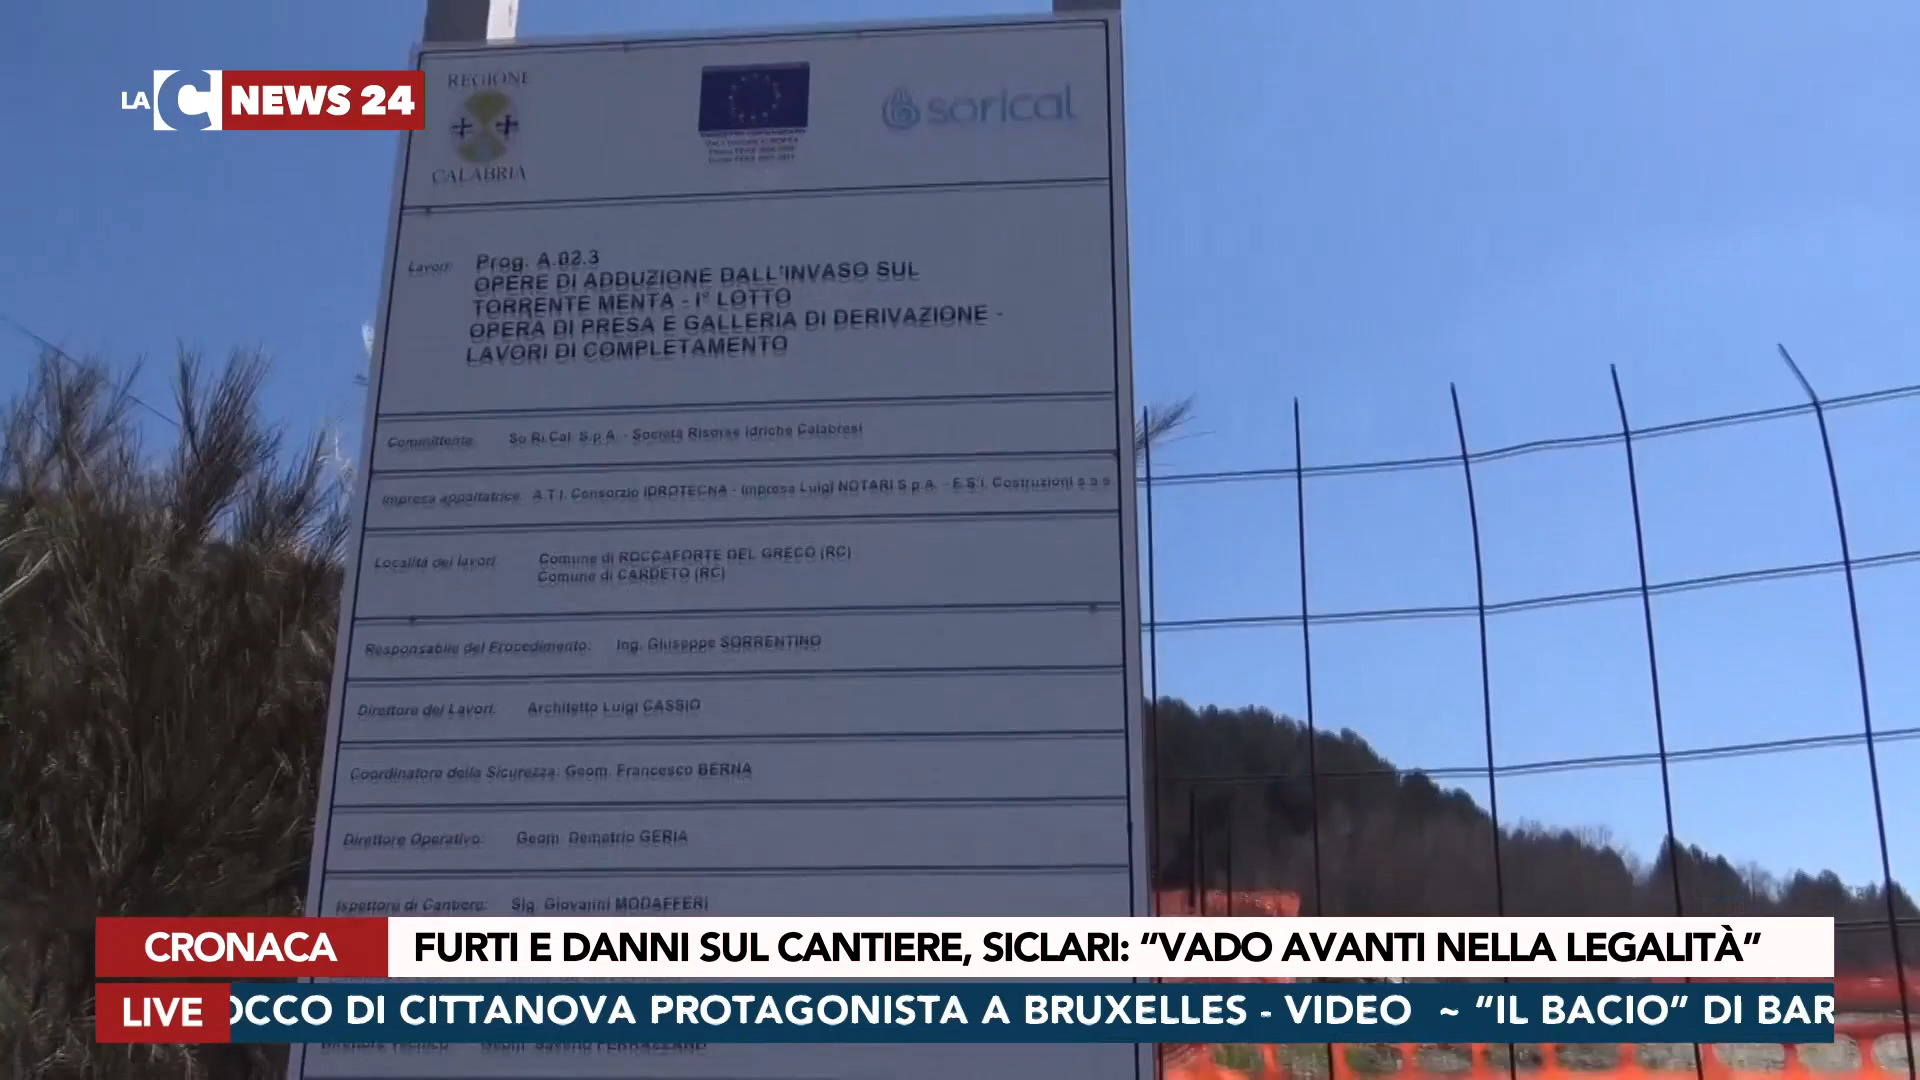 LA C NEWS 24
REGIONE
CALABRIA
sorical
Lavori: Prog. A.02.3
OPERE DI ADDUZIONE DALL'INVASO SUL
TORRENTE MENTA - I° LOTTO
OPERA DI PRESA E GALLERIA DI DERIVAZIONE -
LAVORI DI COMPLETAMENTO
Committente: So.Ri.Cal. S.p.A. - Società Risorse Idriche Calabresi
Impresa appaltatrice: A.T.I. Consorzio IDROTECNA - Impresa Luigi NOTARI S.p.A. - E.S.I. Costruzioni
Località dei lavori: Comune di ROCCAFORTE DEL GRECO (RC)
Comune di CARDETO (RC)
Responsabile del Procedimento: Ing. Giuseppe SORRENTINO
Direttore dei Lavori: Architetto Luigi CASSIO
Coordinatore della Sicurezza: Geom. Francesco BERNA
Direttore Operativo: Geom. Demetrio GERIA
Ispettore di Cantiere: Sig. Giovanni MODAFFERI
CRONACA FURTI E DANNI SUL CANTIERE, SICLARI: “VADO AVANTI NELLA LEGALITÀ”
LIVE OCCO DI CITTANOVA PROTAGONISTA A BRUXELLES - VIDEO ~ “IL BACIO” DI BAR
Direttore Tecnico